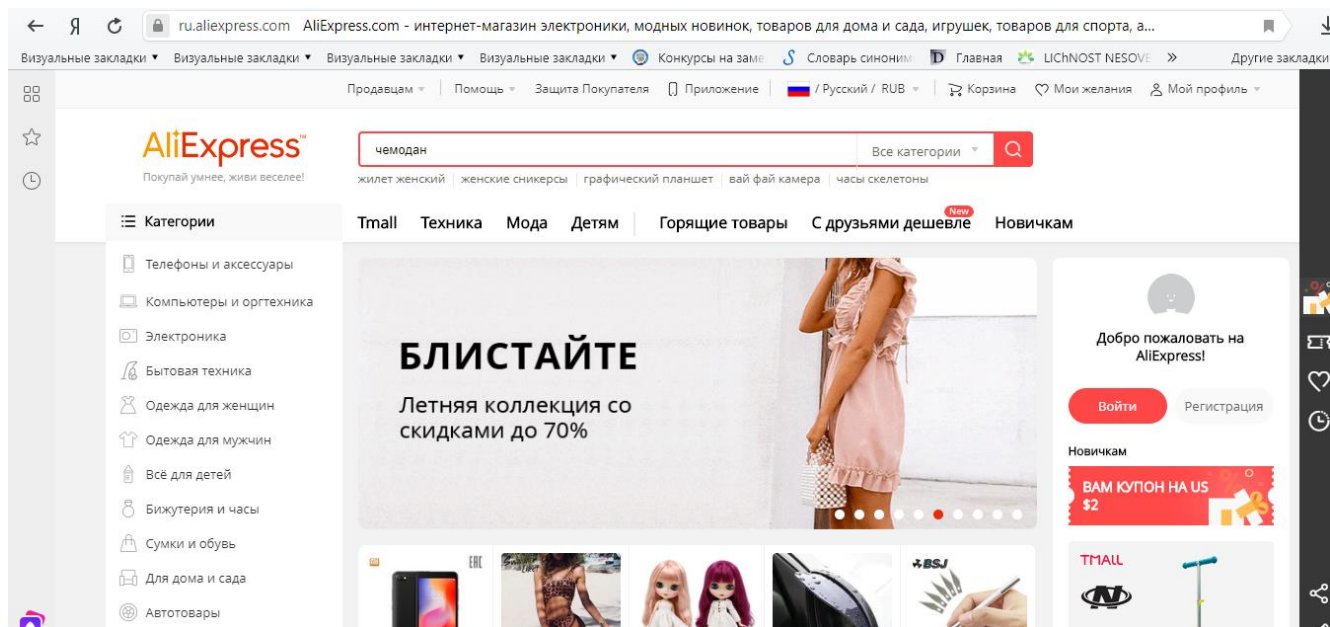 Я ru.aliexpress.com AliExpress.com - интернет-магазин электроники, модных новинок, товаров для дома и сада, игрушек, товаров для спорта, а...
Визуальные закладки Визуальные закладки Визуальные закладки Визуальные закладки Конкурсы на заме Словарь синоним Главная LIChNOST NESOVE » Другие закладки
Продавцам Помощь Защита Покупателя Приложение / Русский / RUB Корзина Мои желания Мой профиль
AliExpress™
Покупай умнее, живи веселее!
чемодан Все категории
жилет женский женские сникерсы графический планшет вай фай камера часы скелетоны
Категории
Tmall Техника Мода Детям Горящие товары С друзьями дешевле New Новичкам
Телефоны и аксессуары
Компьютеры и оргтехника
Электроника
Бытовая техника
Одежда для женщин
Одежда для мужчин
Всё для детей
Бижутерия и часы
Сумки и обувь
Для дома и сада
Автотовары
БЛИСТАЙТЕ
Летняя коллекция со
скидками до 70%
Добро пожаловать на
AliExpress!
Войти Регистрация
Новичкам
ВАМ КУПОН НА US
$2
EAC
BSJ
TMALL